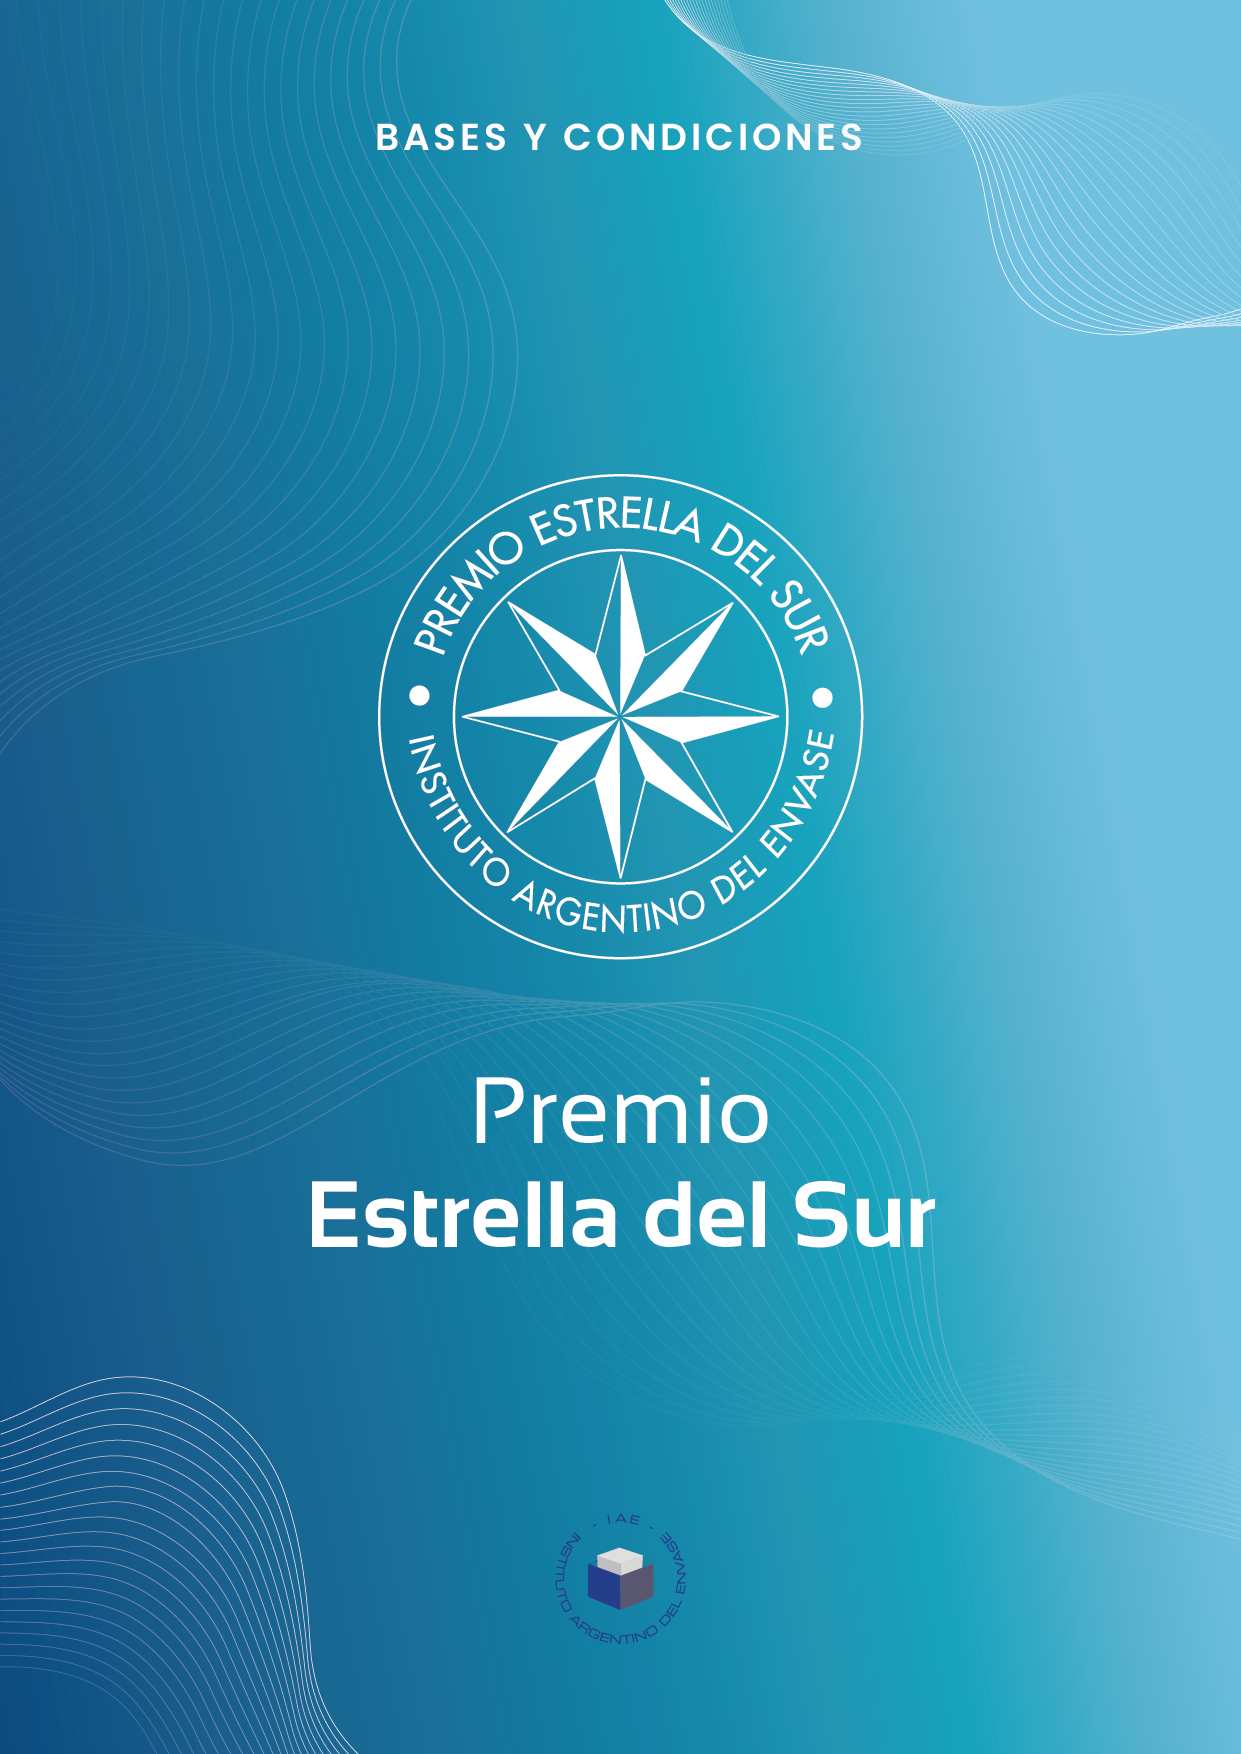 BASES Y CONDICIONES
PREMIO ESTRELLA DEL SUR
INSTITUTO ARGENTINO DEL ENVASE
Premio
Estrella del Sur
- IAE -
INSTITUTO ARGENTINO DEL ENVASE